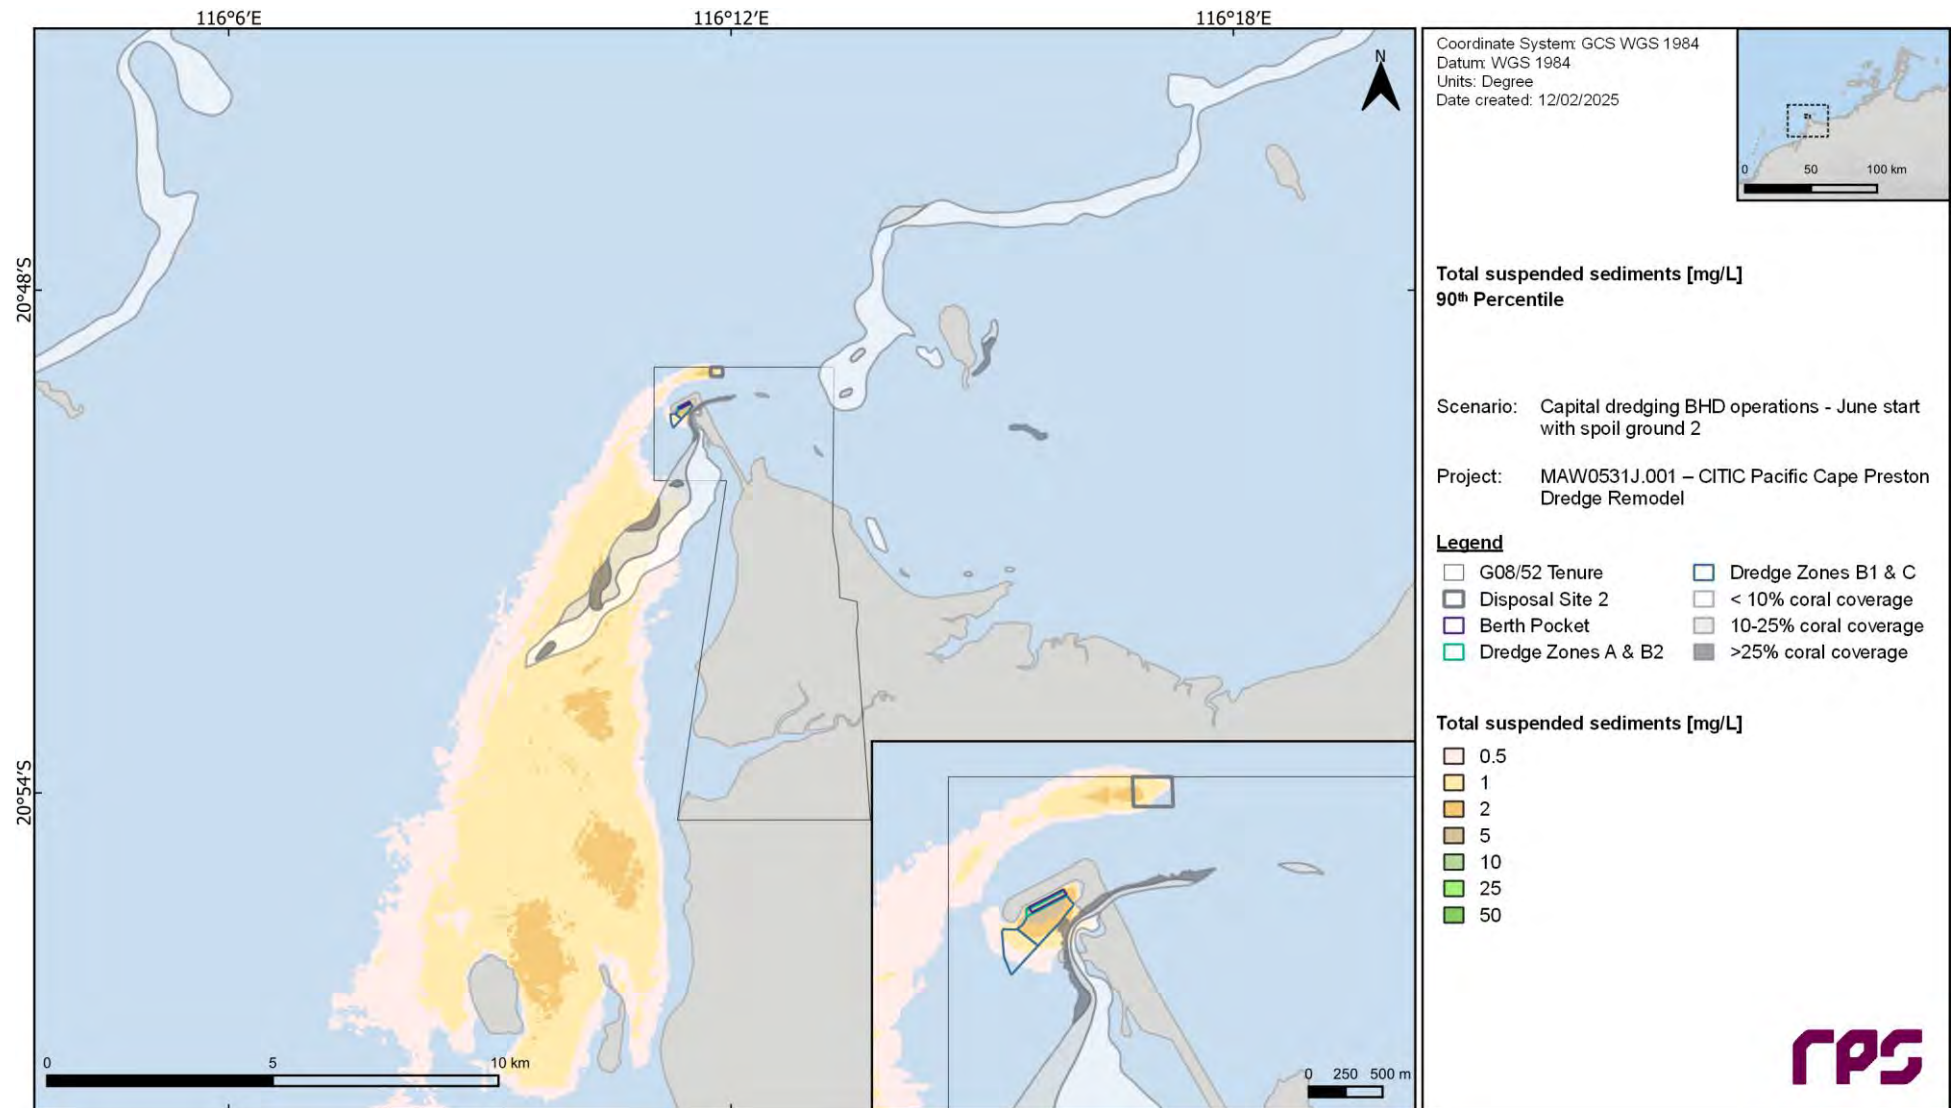 116°6′E 116°12′E 116°18′E
20°48′S
20°54′S
N
0 5 10 km
0 250 500 m
Coordinate System: GCS WGS 1984
Datum: WGS 1984
Units: Degree
Date created: 12/02/2025
0 50 100 km
Total suspended sediments [mg/L]
90th Percentile
Scenario: Capital dredging BHD operations - June start
with spoil ground 2
Project: MAW0531J.001 – CITIC Pacific Cape Preston
Dredge Remodel
Legend
G08/52 Tenure
Disposal Site 2
Berth Pocket
Dredge Zones A & B2
Dredge Zones B1 & C
< 10% coral coverage
10-25% coral coverage
>25% coral coverage
Total suspended sediments [mg/L]
0.5
1
2
5
10
25
50
rps